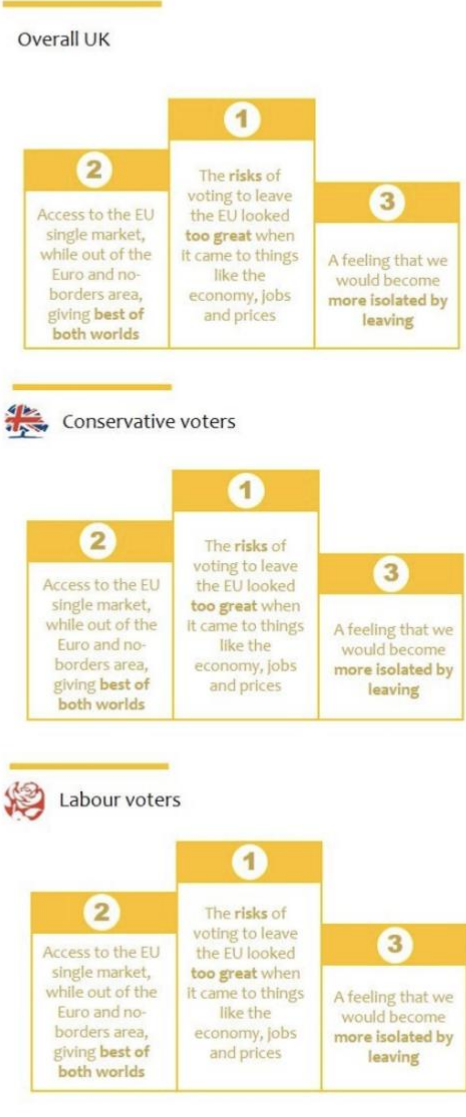 Overall UK
2
Access to the EU
single market,
while out of the
Euro and no-
borders area,
giving best of
both worlds
1
The risks of
voting to leave
the EU looked
too great when
it came to things
like the
economy, jobs
and prices
3
A feeling that we
would become
more isolated by
leaving
Conservative voters
2
Access to the EU
single market,
while out of the
Euro and no-
borders area,
giving best of
both worlds
1
The risks of
voting to leave
the EU looked
too great when
it came to things
like the
economy, jobs
and prices
3
A feeling that we
would become
more isolated by
leaving
Labour voters
2
Access to the EU
single market,
while out of the
Euro and no-
borders area,
giving best of
both worlds
1
The risks of
voting to leave
the EU looked
too great when
it came to things
like the
economy, jobs
and prices
3
A feeling that we
would become
more isolated by
leaving